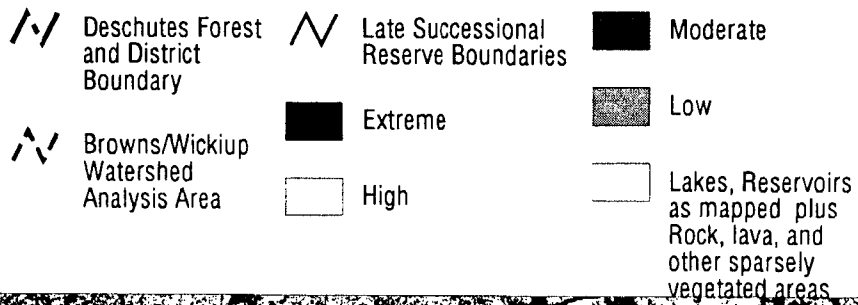 Deschutes Forest
and District
Boundary
Browns/Wickiup
Watershed
Analysis Area
Late Successional
Reserve Boundaries
Extreme
High
Moderate
Low
Lakes, Reservoirs
as mapped plus
Rock, lava, and
other sparsely
vegetated areas